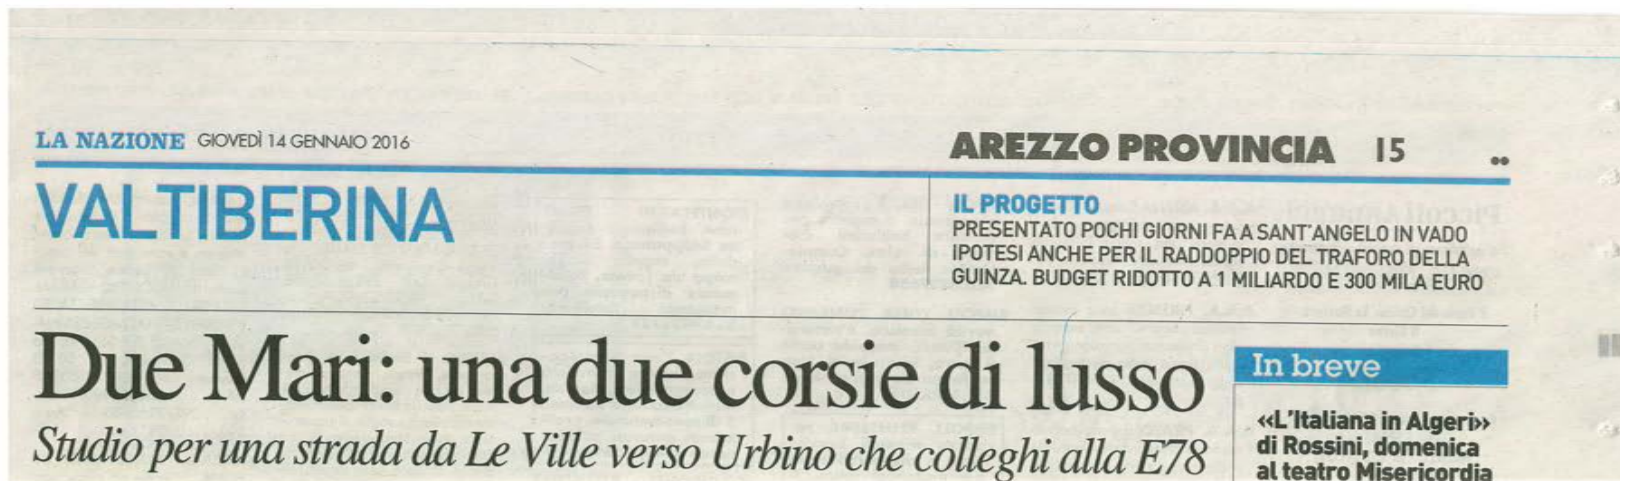 LA NAZIONE GIOVEDÌ 14 GENNAIO 2016
AREZZO PROVINCIA 15
VALTIBERINA
IL PROGETTO
PRESENTATO POCHI GIORNI FA A SANT'ANGELO IN VADO
IPOTESI ANCHE PER IL RADDOPPIO DEL TRAFORO DELLA
GUINZA. BUDGET RIDOTTO A 1 MILIARDO E 300 MILA EURO
Due Mari: una due corsie di lusso
Studio per una strada da Le Ville verso Urbino che colleghi alla E78
In breve
«L'Italiana in Algeri»
di Rossini, domenica
al teatro Misericordia